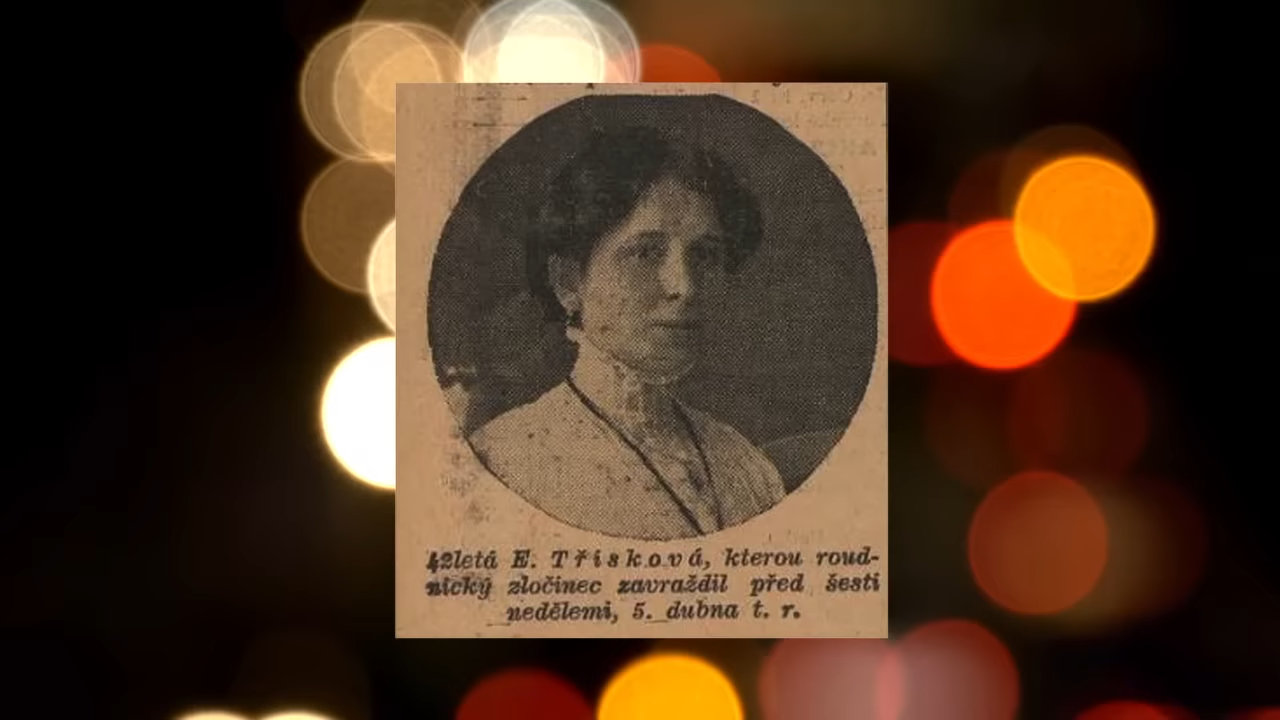 42letá E. Třísková, kterou roud-
nický zločinec zavraždil před šesti
nedělemi, 5. dubna t. r.